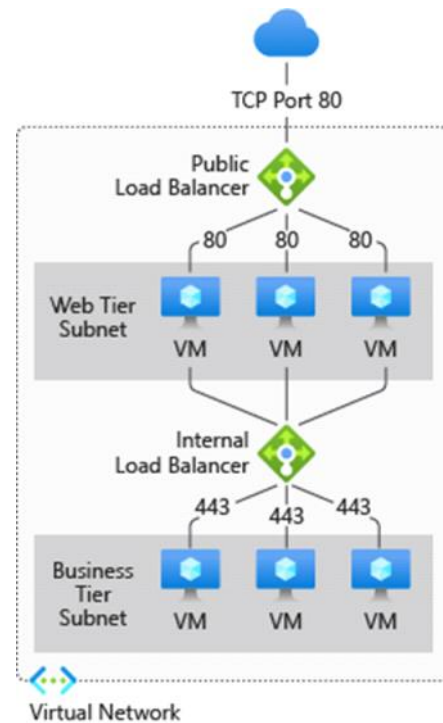 TCP Port 80
Public
Load Balancer
80 80 80
Web Tier
Subnet
VM VM VM
Internal
Load Balancer
443 443 443
Business
Tier
Subnet
VM VM VM
Virtual Network